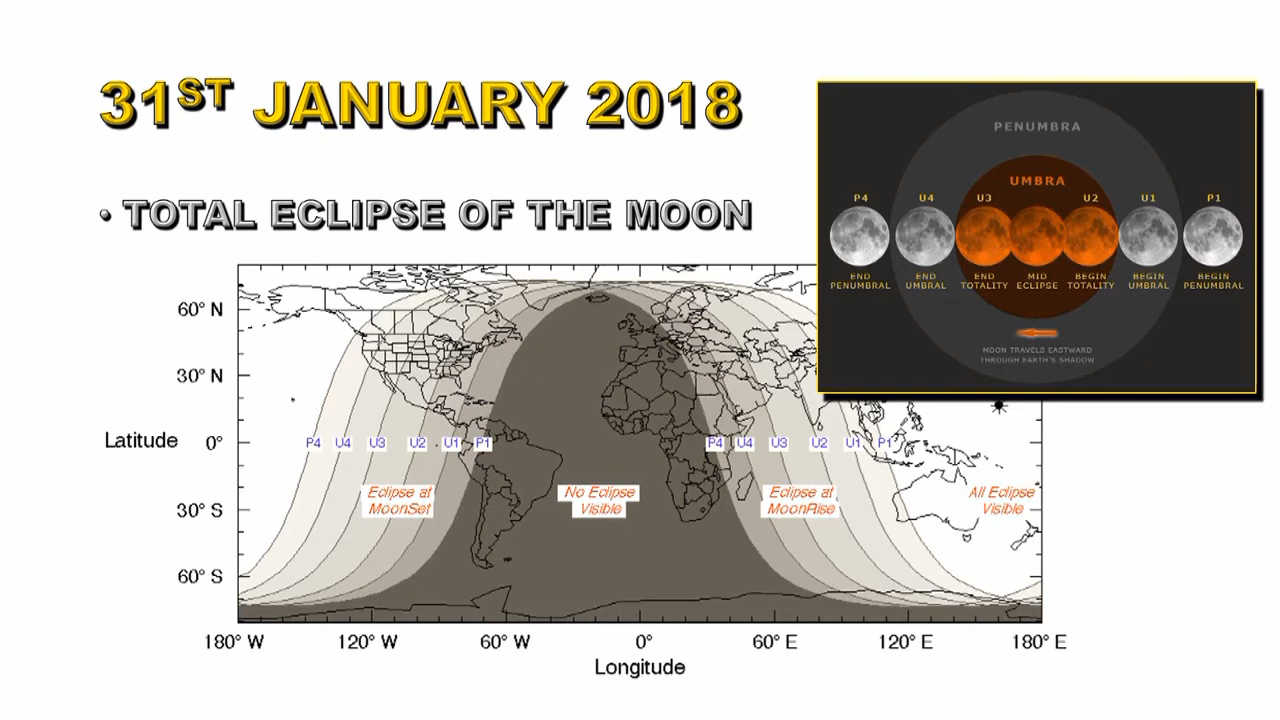 31ST JANUARY 2018
• TOTAL ECLIPSE OF THE MOON
PENUMBRA
UMBRA
P4 U4 U3 U2 U1 P1
END PENUMBRAL
END UMBRAL
END TOTALITY
MID ECLIPSE
BEGIN TOTALITY
BEGIN UMBRAL
BEGIN PENUMBRAL
MOON TRAVELS EASTWARD
THROUGH EARTH'S SHADOW
60° N
30° N
Latitude 0°
30° S
60° S
P4 U4 U3 U2 U1 P1 P4 U4 U3 U2 U1 P1
Eclipse at
MoonSet
No Eclipse
Visible
Eclipse at
MoonRise
All Eclipse
Visible
180° W 120° W 60° W 0° 60° E 120° E 180° E
Longitude